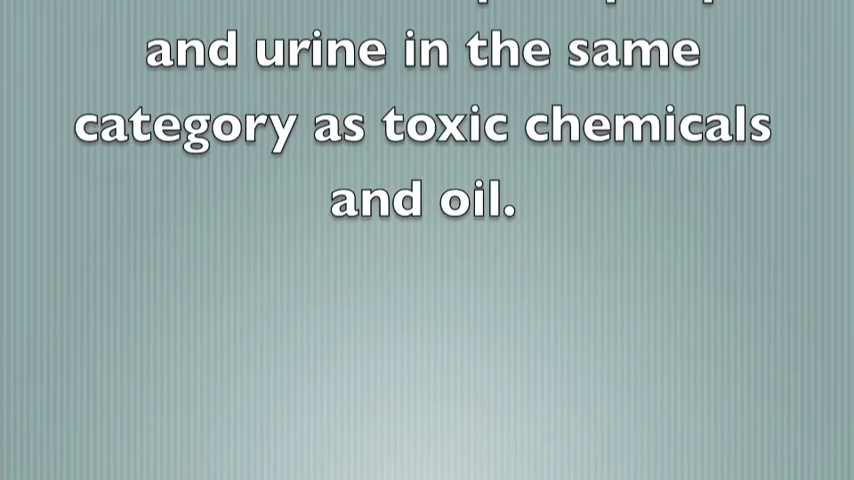 and urine in the same
category as toxic chemicals
and oil.